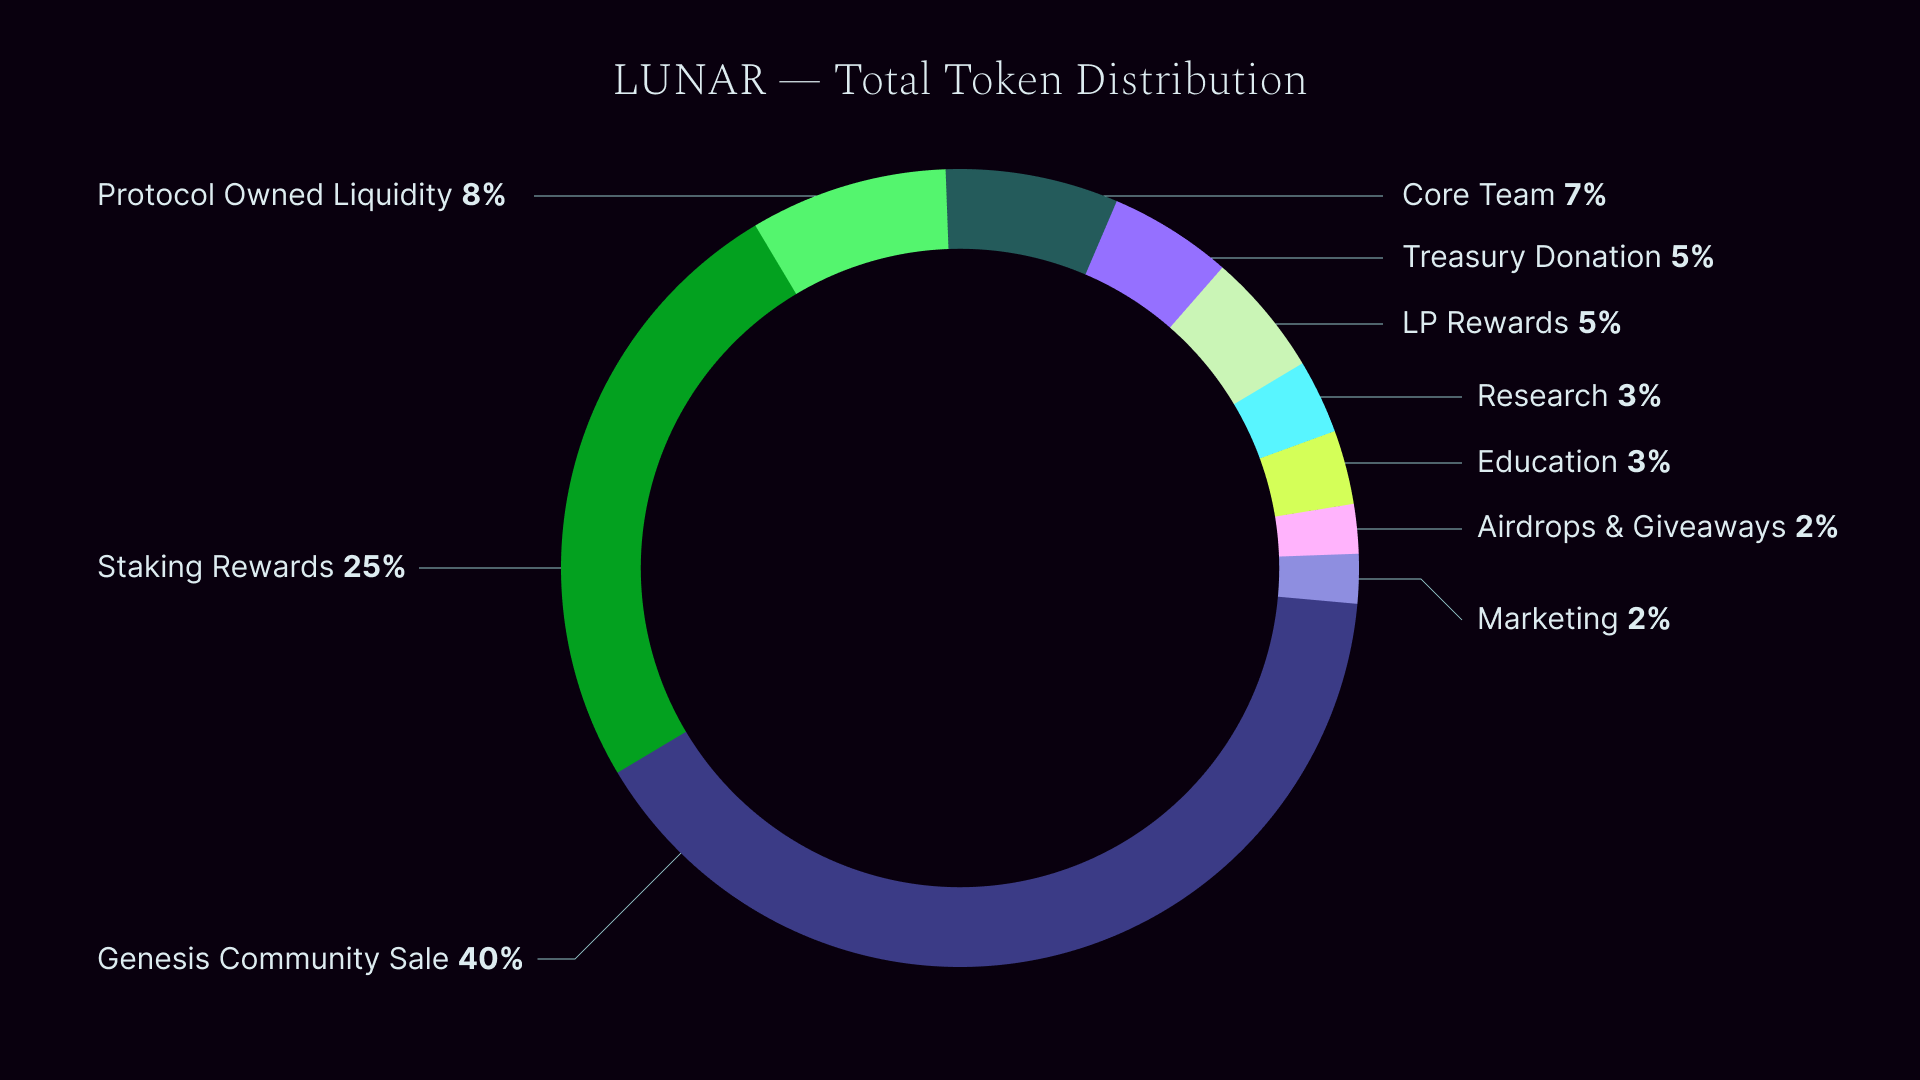 LUNAR — Total Token Distribution
Protocol Owned Liquidity 8%
Core Team 7%
Treasury Donation 5%
LP Rewards 5%
Research 3%
Education 3%
Airdrops & Giveaways 2%
Staking Rewards 25%
Marketing 2%
Genesis Community Sale 40%